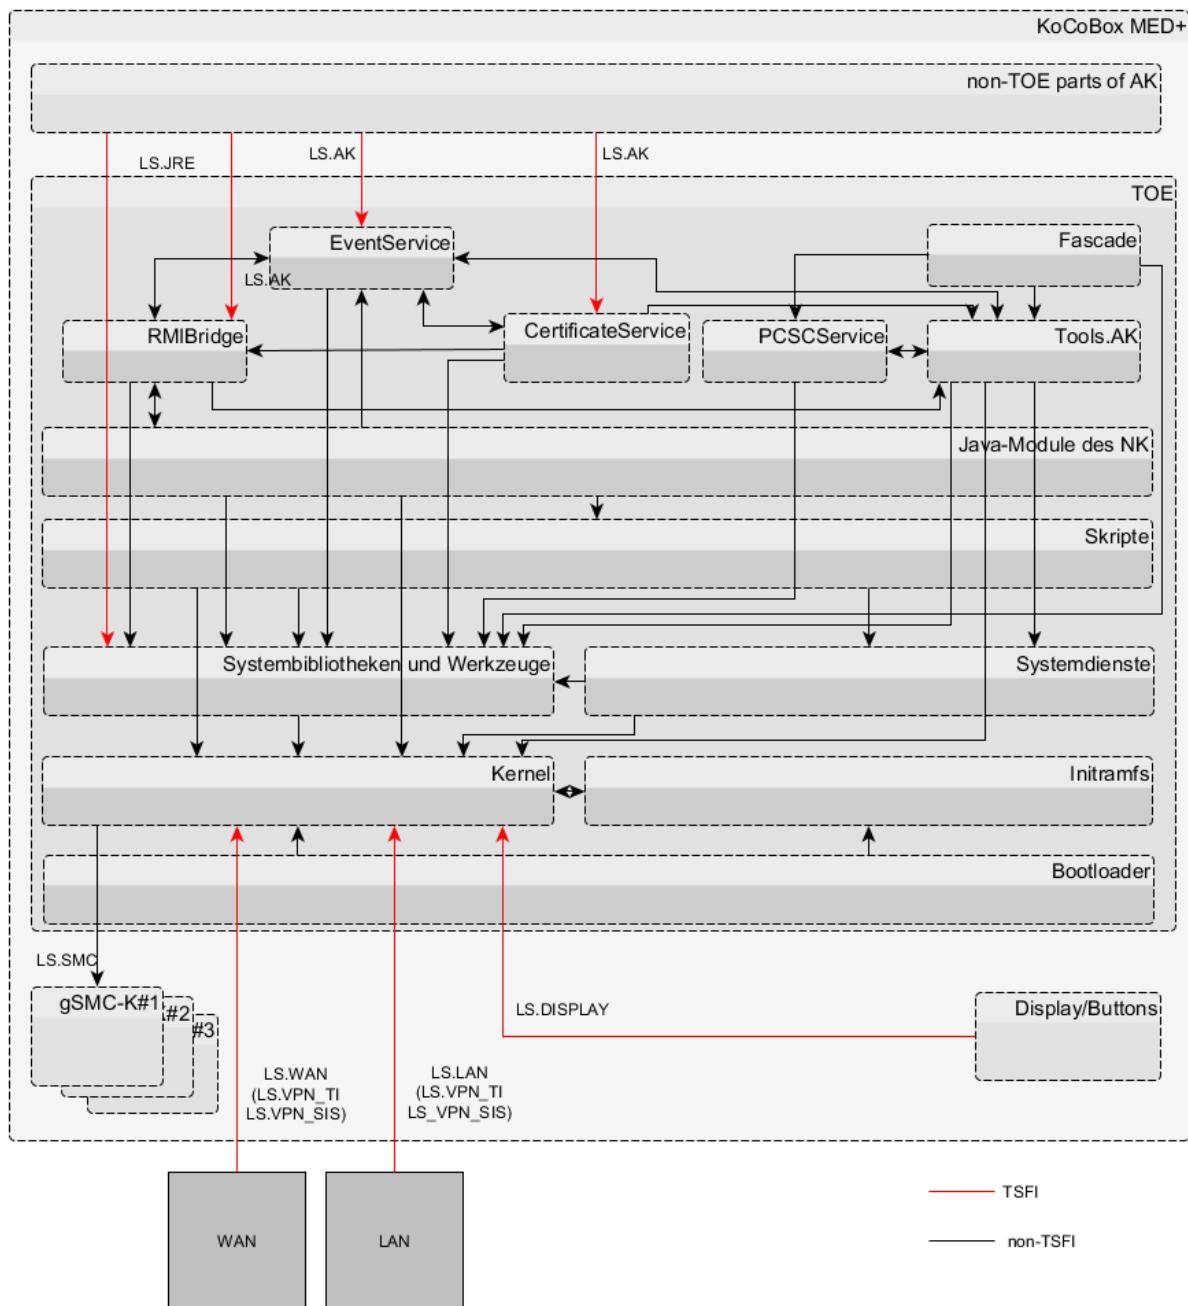 KoCoBox MED+
non-TOE parts of AK
LS.JRE
LS.AK
LS.AK
TOE
EventService
Fascade
LS.AK
RMIBridge
CertificateService
PCSCService
Tools.AK
Java-Module des NK
Skripte
Systembibliotheken und Werkzeuge
Systemdienste
Kernel
Initramfs
Bootloader
LS.SMC
gSMC-K#1
#2
#3
LS.DISPLAY
Display/Buttons
LS.WAN
(LS.VPN_TI
LS.VPN_SIS)
LS.LAN
(LS.VPN_TI
LS_VPN_SIS)
WAN
LAN
TSFI
non-TSFI